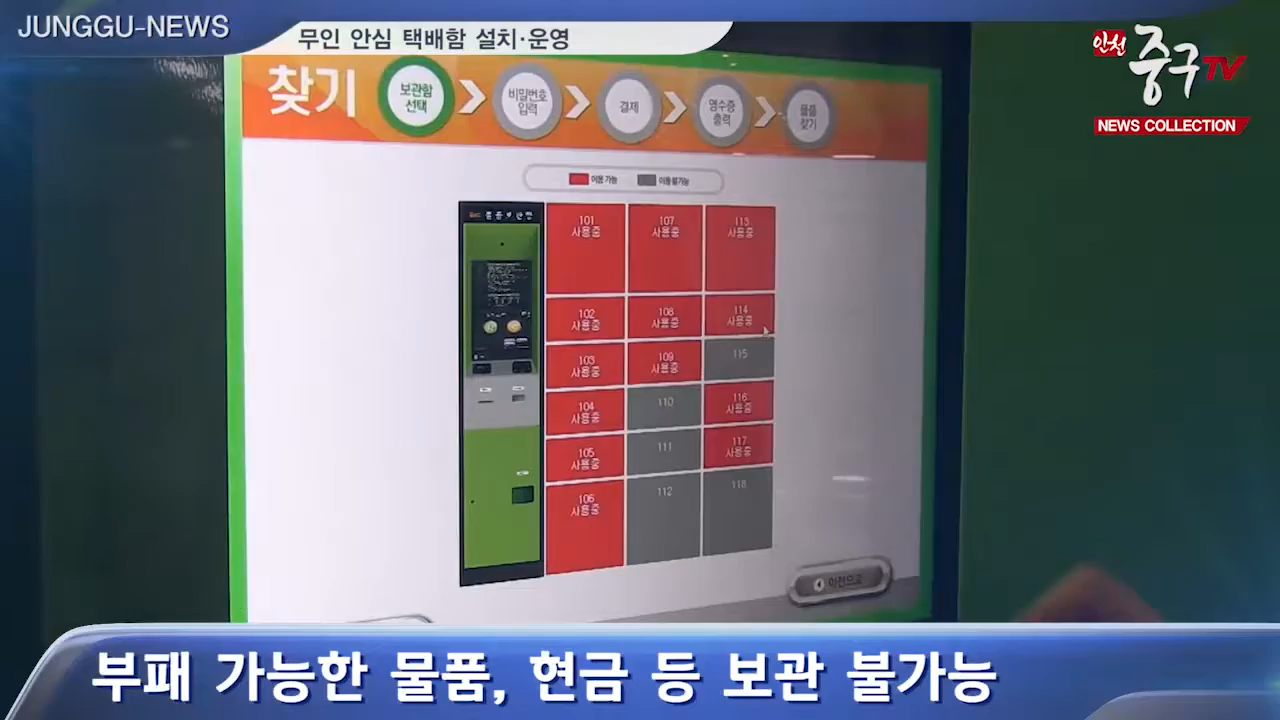 JUNGGU-NEWS
무인 안심 택배함 설치·운영
인천 중구TV
NEWS COLLECTION
찾기
보관함
선택
비밀번호
입력
결제
영수증
출력
물품
찾기
이용 가능
이용불가능
101
사용중
107
사용중
113
사용중
102
사용중
108
사용중
114
사용중
103
사용중
109
사용중
115
104
사용중
110
116
사용중
105
사용중
111
117
사용중
106
사용중
112
118
이전으로
부패 가능한 물품, 현금 등 보관 불가능